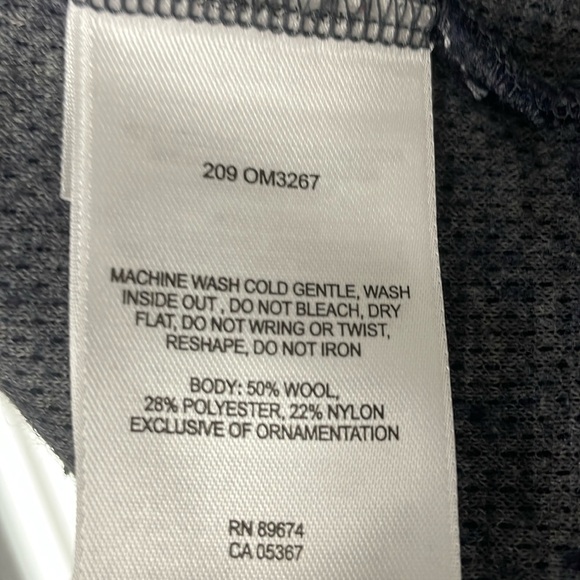 209 OM3267
MACHINE WASH COLD GENTLE, WASH
INSIDE OUT , DO NOT BLEACH, DRY
FLAT, DO NOT WRING OR TWIST,
RESHAPE, DO NOT IRON
BODY: 50% WOOL,
28% POLYESTER, 22% NYLON
EXCLUSIVE OF ORNAMENTATION
RN 89674
CA 05367